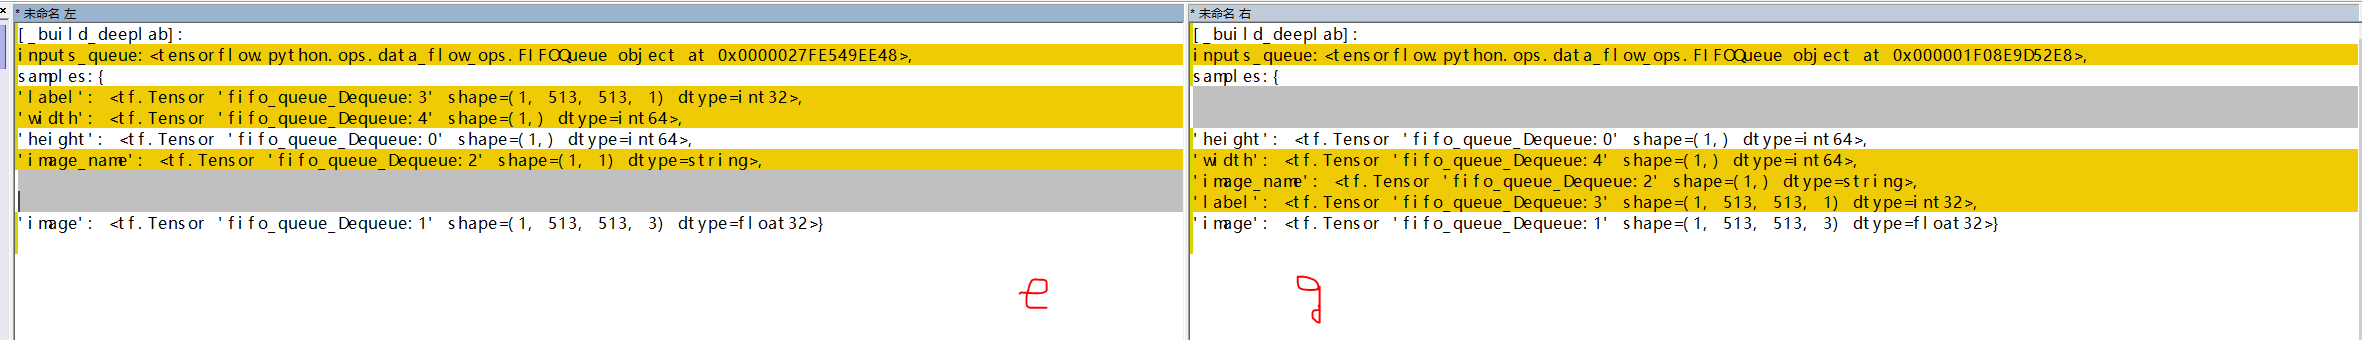 * 未命名 左
[_build_deeplab]:
inputs_queue: <tensorflow.python.ops.data_flow_ops.FIFOQueue object at 0x0000027FE549EE48>,
samples:{
'label': <tf.Tensor 'fifo_queue_Dequeue:3' shape=(1, 513, 513, 1) dtype=int32>,
'width': <tf.Tensor 'fifo_queue_Dequeue:4' shape=(1,) dtype=int64>,
'height': <tf.Tensor 'fifo_queue_Dequeue:0' shape=(1,) dtype=int64>,
'image_name': <tf.Tensor 'fifo_queue_Dequeue:2' shape=(1, 1) dtype=string>,
'image': <tf.Tensor 'fifo_queue_Dequeue:1' shape=(1, 513, 513, 3) dtype=float32>}
e
* 未命名 右
[_build_deeplab]:
inputs_queue: <tensorflow.python.ops.data_flow_ops.FIFOQueue object at 0x000001F08E9D52E8>,
samples:{
'height': <tf.Tensor 'fifo_queue_Dequeue:0' shape=(1,) dtype=int64>,
'width': <tf.Tensor 'fifo_queue_Dequeue:4' shape=(1,) dtype=int64>,
'image_name': <tf.Tensor 'fifo_queue_Dequeue:2' shape=(1,) dtype=string>,
'label': <tf.Tensor 'fifo_queue_Dequeue:3' shape=(1, 513, 513, 1) dtype=int32>,
'image': <tf.Tensor 'fifo_queue_Dequeue:1' shape=(1, 513, 513, 3) dtype=float32>}